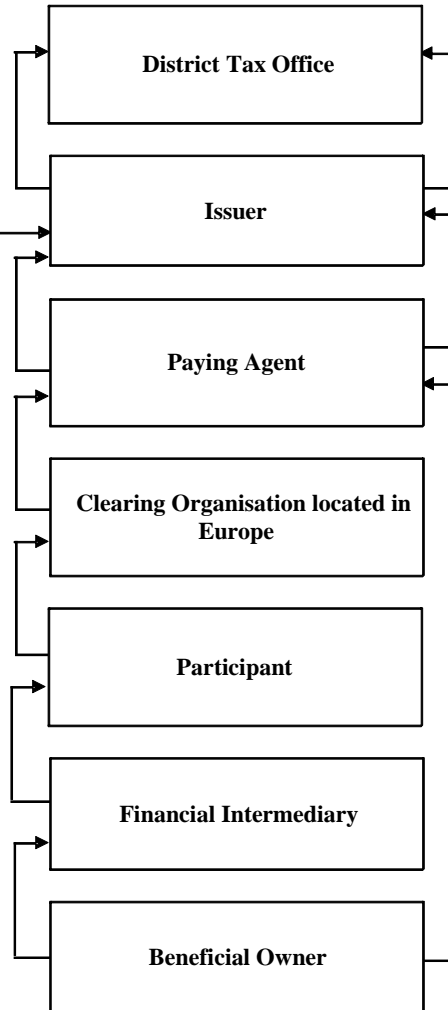 District Tax Office
Issuer
Paying Agent
Clearing Organisation located in
Europe
Participant
Financial Intermediary
Beneficial Owner